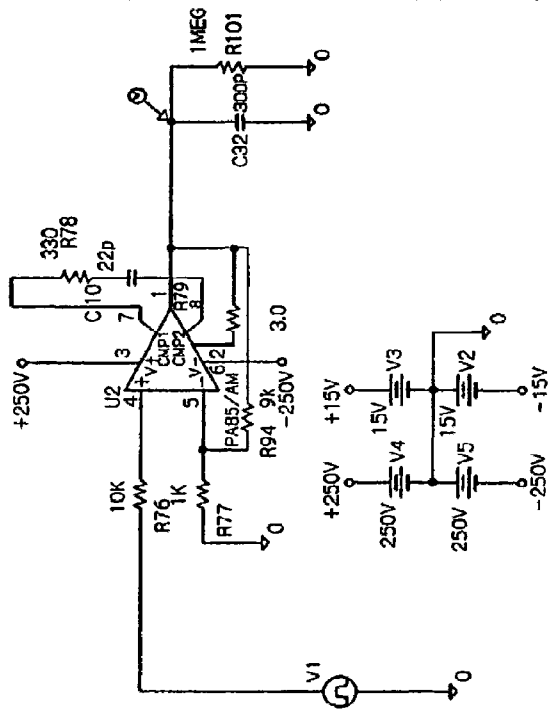 1MEG
R101
300P
C32
0
0
V
330
R78
22p
C10
7
1
R79
8
CMP1
CMP2
3
V+
V-
6
2
+250V
U2
4
+
5
-
PA85/AM
R94
9k
-250V
3.0
10K
R76
1K
R77
0
V1
0
+250V
+15V
V4
V3
250V
15V
0
V5
V2
250V
15V
-250V
-15V